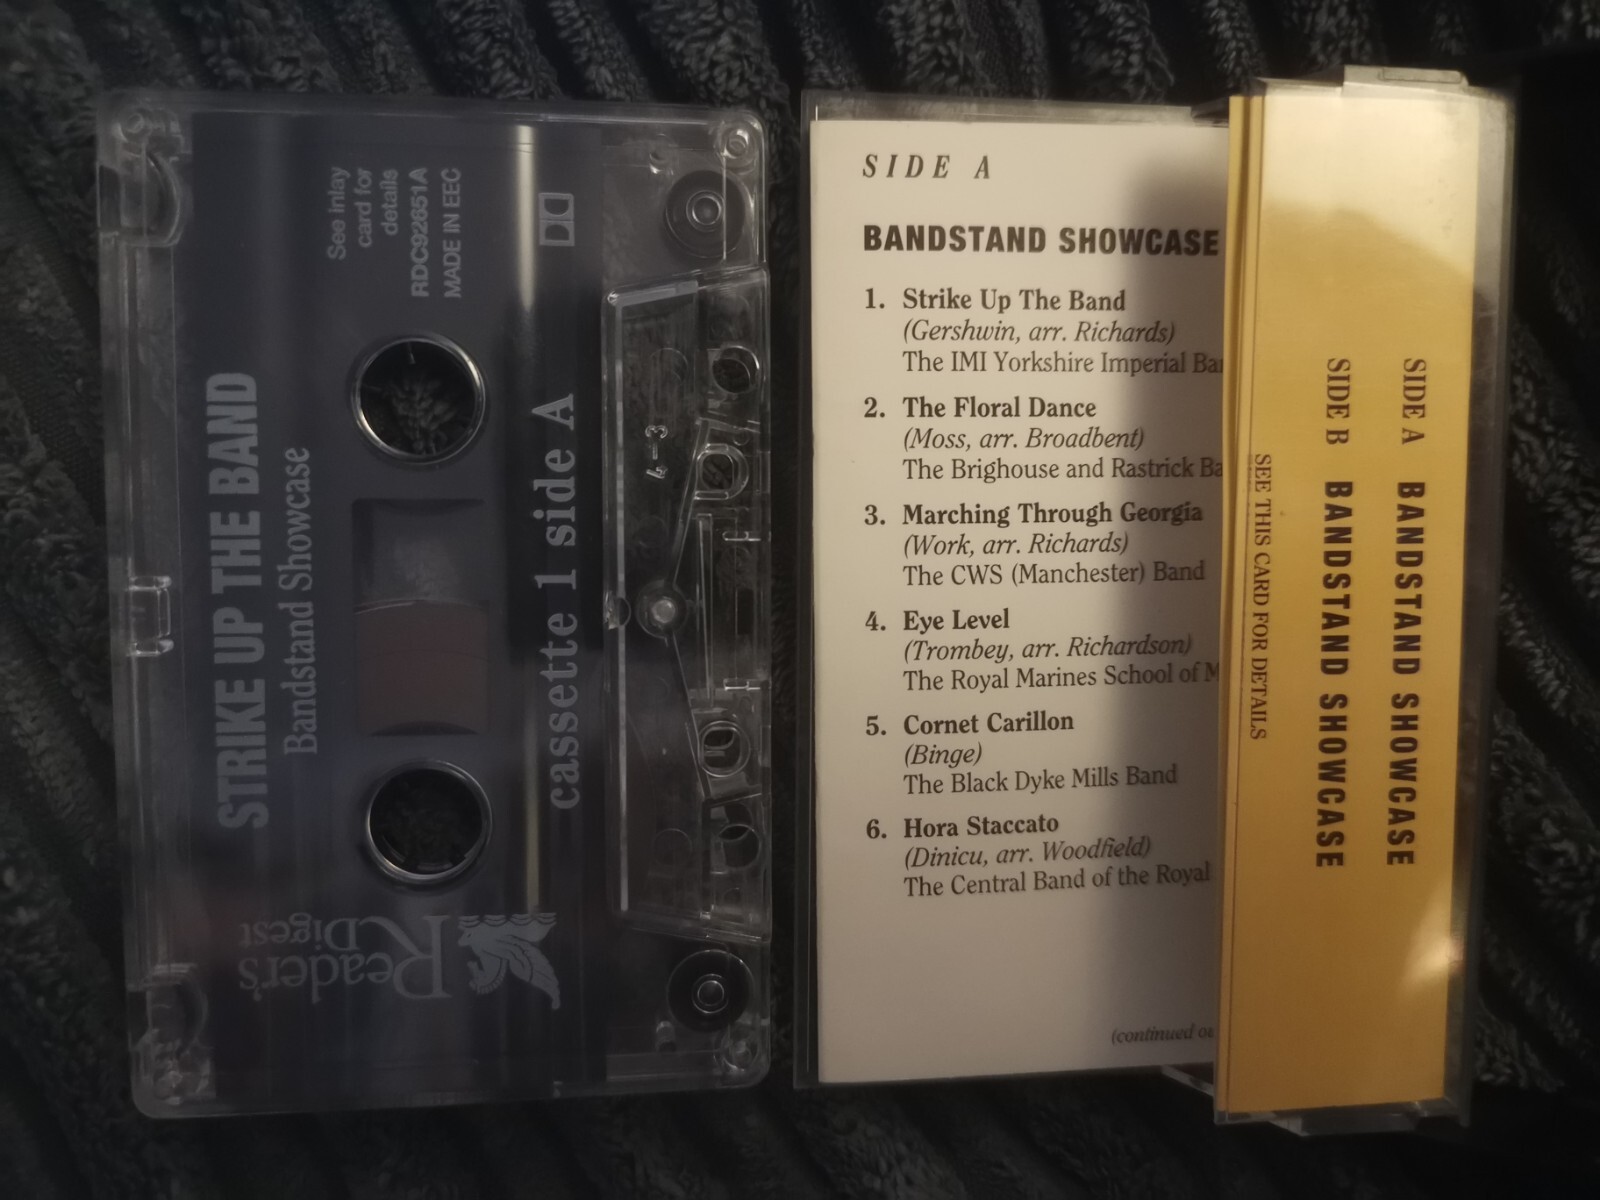 STRIKE UP THE BAND
Bandstand Showcase
See inlay
card for
details
RDC92651A
MADE IN EEC
cassette 1 side A
Reader's
Digest
4-3
SIDE A
BANDSTAND SHOWCASE
1. Strike Up The Band
(Gershwin, arr. Richards)
The IMI Yorkshire Imperial
2. The Floral Dance
(Moss, arr. Broadbent)
The Brighouse and Rastrick
3. Marching Through Georgia
(Work, arr. Richards)
The CWS (Manchester) Band
4. Eye Level
(Trombey, arr. Richardson)
The Royal Marines School of
5. Cornet Carillon
(Binge)
The Black Dyke Mills Band
6. Hora Staccato
(Dinicu, arr. Woodfield)
The Central Band of the Royal
(continued
SIDE A BANDSTAND SHOWCASE
SIDE B BANDSTAND SHOWCASE
SEE THIS CARD FOR DETAILS